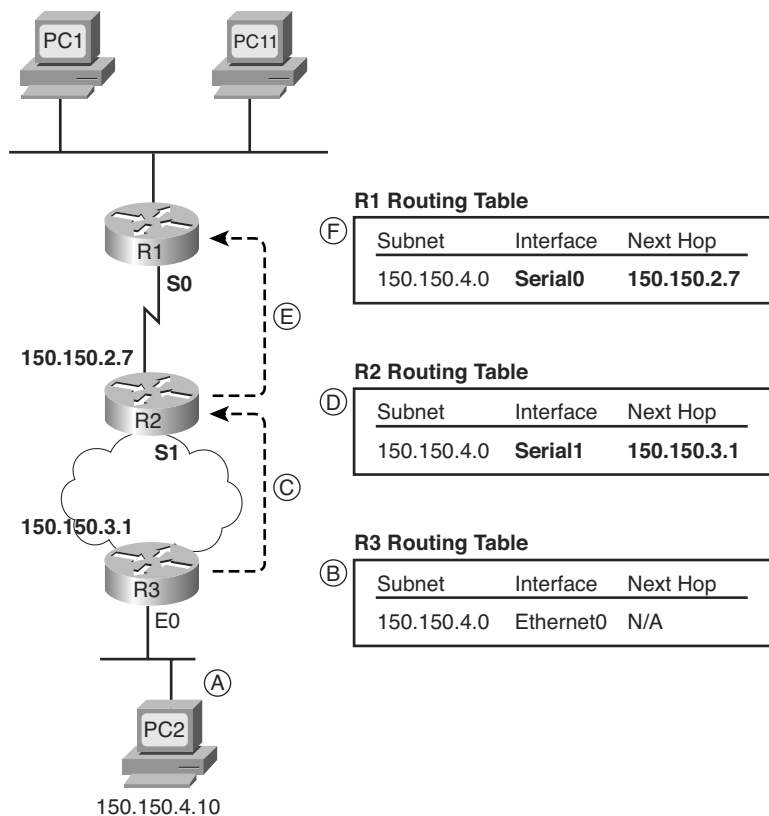 PC1
PC11
R1
S0
150.150.2.7
R2
S1
150.150.3.1
R3
E0
A
PC2
150.150.4.10
E
C
R1 Routing Table
F
Subnet Interface Next Hop
150.150.4.0 Serial0 150.150.2.7
R2 Routing Table
D
Subnet Interface Next Hop
150.150.4.0 Serial1 150.150.3.1
R3 Routing Table
B
Subnet Interface Next Hop
150.150.4.0 Ethernet0 N/A